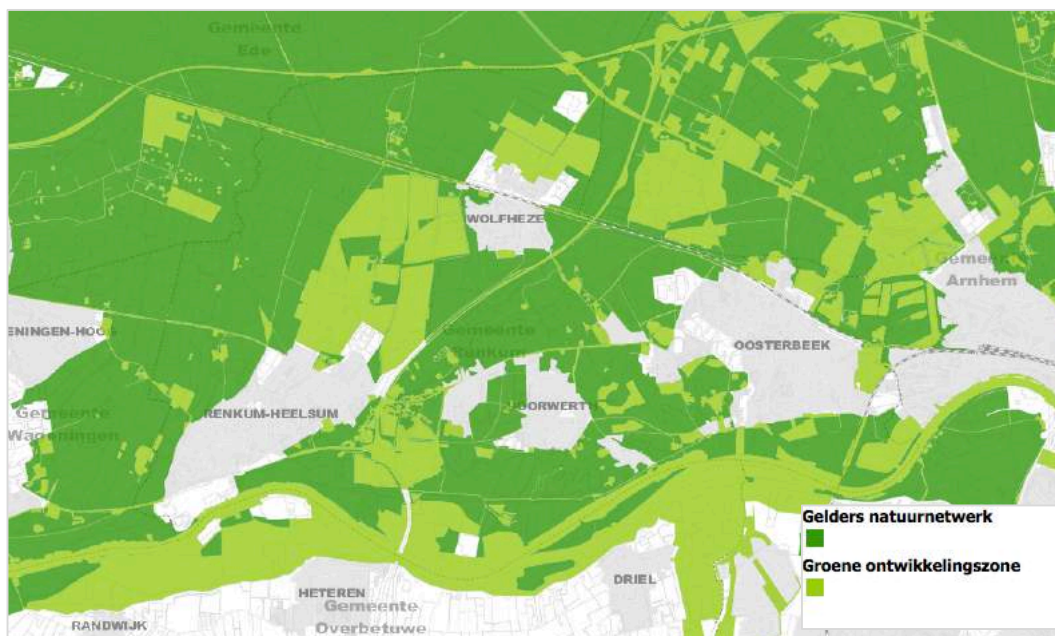 Gemeente
Ede
WOLFHEZE
Gemeente
Arnhem
ENINGEN-HOOG
Gemeente
Renkum
OOSTERBEEK
RENKUM-HEELSUM
DOORWERTH
Gemeente
Wageningen
Gelders natuurnetwerk
Groene ontwikkelingszone
DRIEL
HETEREN
Gemeente
Overbetuwe
RANDWIJK